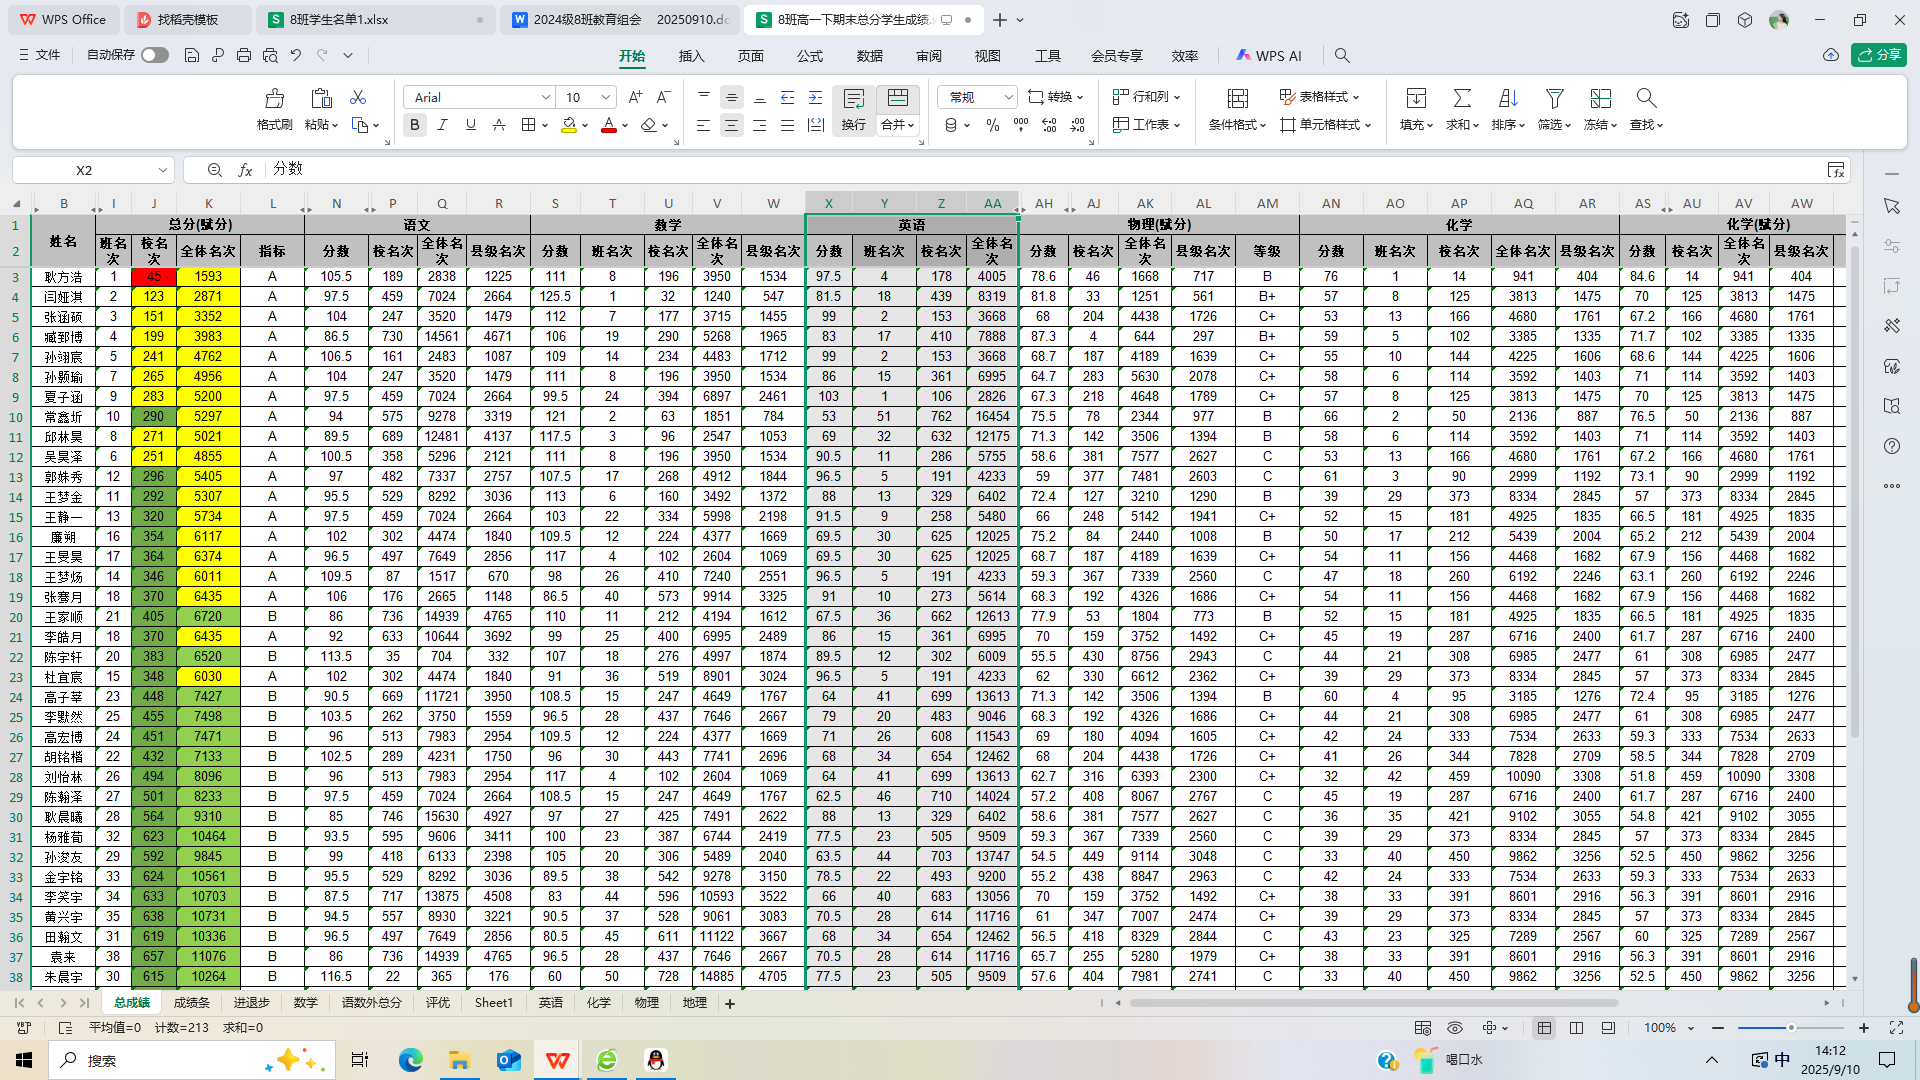 WPS Office 找稻壳模板 8班学生名单1.xlsx 2024级8班教育组会 20250910.dc 8班高一下期末总分学生成绩.
文件 自动保存 开始 插入 页面 公式 数据 审阅 视图 工具 会员专享 效率 WPS AI 分享
Arial 10 常规 转换 行和列 表格样式
格式刷 粘贴 换行 合并 工作表 条件格式 单元格样式 填充 求和 排序 筛选 冻结 查找
X2 fx 分数
B I J K L N P Q R S T U V W X Y Z AA AH AJ AK AL AM AN AO AP AQ AR AS AU AV AW
1 姓名 总分(赋分) 语文 数学 英语 物理(赋分) 化学 化学(赋分)
2 班名次 校名次 全体名次 指标 分数 校名次 全体名次 县级名次 分数 班名次 校名次 全体名次 县级名次 分数 班名次 校名次 全体名次 分数 校名次 全体名次 县级名次 等级 分数 班名次 校名次 全体名次 县级名次 分数 校名次 全体名次 县级名次
3 耿方浩 1 45 1593 A 105.5 189 2838 1225 111 8 196 3950 1534 97.5 4 178 4005 78.6 46 1668 717 B 76 1 14 941 404 84.6 14 941 404
4 闫娅淇 2 123 2871 A 97.5 459 7024 2664 125.5 1 32 1240 547 81.5 18 439 8319 81.8 33 1251 561 B+ 57 8 125 3813 1475 70 125 3813 1475
5 张涵硕 3 151 3352 A 104 247 3520 1479 112 7 177 3715 1455 99 2 153 3668 68 204 4438 1726 C+ 53 13 166 4680 1761 67.2 166 4680 1761
6 臧郅博 4 199 3983 A 86.5 730 14561 4671 106 19 290 5268 1965 83 17 410 7888 87.3 4 644 297 B+ 59 5 102 3385 1335 71.7 102 3385 1335
7 孙翊宸 5 241 4762 A 106.5 161 2483 1087 109 14 234 4483 1712 99 2 153 3668 68.7 187 4189 1639 C+ 55 10 144 4225 1606 68.6 144 4225 1606
8 孙颢瑜 7 265 4956 A 104 247 3520 1479 111 8 196 3950 1534 86 15 361 6995 64.7 283 5630 2078 C+ 58 6 114 3592 1403 71 114 3592 1403
9 夏子涵 9 283 5200 A 97.5 459 7024 2664 99.5 24 394 6897 2461 103 1 106 2826 67.3 218 4648 1789 C+ 57 8 125 3813 1475 70 125 3813 1475
10 常鑫圻 10 290 5297 A 94 575 9278 3319 121 2 63 1851 784 53 51 762 16454 75.5 78 2344 977 B 66 2 50 2136 887 76.5 50 2136 887
11 邱林昊 8 271 5021 A 89.5 689 12481 4137 117.5 3 96 2547 1053 69 32 632 12175 71.3 142 3506 1394 B 58 6 114 3592 1403 71 114 3592 1403
12 吴昊泽 6 251 4855 A 100.5 358 5296 2121 111 8 196 3950 1534 90.5 11 286 5755 58.6 381 7577 2627 C 53 13 166 4680 1761 67.2 166 4680 1761
13 郭姝秀 12 296 5405 A 97 482 7337 2757 107.5 17 268 4912 1844 96.5 5 191 4233 59 377 7481 2603 C 61 3 90 2999 1192 73.1 90 2999 1192
14 王梦金 11 292 5307 A 95.5 529 8292 3036 113 6 160 3492 1372 88 13 329 6402 72.4 127 3210 1290 B 39 29 373 8334 2845 57 373 8334 2845
15 王静一 13 320 5734 A 97.5 459 7024 2664 103 22 334 5998 2198 91.5 9 258 5480 66 248 5142 1941 C+ 52 15 181 4925 1835 66.5 181 4925 1835
16 廉朔 16 354 6117 A 102 302 4474 1840 109.5 12 224 4377 1669 69.5 30 625 12025 75.2 84 2440 1008 B 50 17 212 5439 2004 65.2 212 5439 2004
17 王旻昊 17 364 6374 A 96.5 497 7649 2856 117 4 102 2604 1069 69.5 30 625 12025 68.7 187 4189 1639 C+ 54 11 156 4468 1682 67.9 156 4468 1682
18 王梦炀 14 346 6011 A 109.5 87 1517 670 98 26 410 7240 2551 96.5 5 191 4233 59.3 367 7339 2560 C 47 18 260 6192 2246 63.1 260 6192 2246
19 张骞月 18 370 6435 A 106 176 2665 1148 86.5 40 573 9914 3325 91 10 273 5614 68.3 192 4326 1686 C+ 54 11 156 4468 1682 67.9 156 4468 1682
20 王家顺 21 405 6720 B 86 736 14939 4765 110 11 212 4194 1612 67.5 36 662 12613 77.9 53 1804 773 B 52 15 181 4925 1835 66.5 181 4925 1835
21 李皓月 18 370 6435 A 92 633 10644 3692 99 25 400 6995 2489 86 15 361 6995 70 159 3752 1492 C+ 45 19 287 6716 2400 61.7 287 6716 2400
22 陈宇轩 20 383 6520 B 113.5 35 704 332 107 18 276 4997 1874 89.5 12 302 6009 55.5 430 8756 2943 C 44 21 308 6985 2477 61 308 6985 2477
23 杜宜宸 15 348 6030 A 102 302 4474 1840 91 36 519 8901 3024 96.5 5 191 4233 62 330 6612 2362 C+ 39 29 373 8334 2845 57 373 8334 2845
24 高子莘 23 448 7427 B 90.5 669 11721 3950 108.5 15 247 4649 1767 64 41 699 13613 71.3 142 3506 1394 B 60 4 95 3185 1276 72.4 95 3185 1276
25 李默然 25 455 7498 B 103.5 262 3750 1559 96.5 28 437 7646 2667 79 20 483 9046 68.3 192 4326 1686 C+ 44 21 308 6985 2477 61 308 6985 2477
26 高宏博 24 451 7471 B 96 513 7983 2954 109.5 12 224 4377 1669 71 26 608 11543 69 180 4094 1605 C+ 42 24 333 7534 2633 59.3 333 7534 2633
27 胡铭楷 22 432 7133 B 102.5 289 4231 1750 96 30 443 7741 2696 68 34 654 12462 68 204 4438 1726 C+ 41 26 344 7828 2709 58.5 344 7828 2709
28 刘怡林 26 494 8096 B 96 513 7983 2954 117 4 102 2604 1069 64 41 699 13613 62.7 316 6393 2300 C+ 32 42 459 10090 3308 51.8 459 10090 3308
29 陈翰泽 27 501 8233 B 97.5 459 7024 2664 108.5 15 247 4649 1767 62.5 46 710 14024 57.2 408 8067 2767 C 45 19 287 6716 2400 61.7 287 6716 2400
30 耿晨曦 28 564 9310 B 85 746 15630 4927 97 27 425 7491 2622 88 13 329 6402 58.6 381 7577 2627 C 36 35 421 9102 3055 54.8 421 9102 3055
31 杨雅萄 32 623 10464 B 93.5 595 9606 3411 100 23 387 6744 2419 77.5 23 505 9509 59.3 367 7339 2560 C 39 29 373 8334 2845 57 373 8334 2845
32 孙浚友 29 592 9845 B 99 418 6133 2398 105 20 306 5489 2040 63.5 44 703 13747 54.5 449 9114 3048 C 33 40 450 9862 3256 52.5 450 9862 3256
33 金宇铭 33 624 10561 B 95.5 529 8292 3036 89.5 38 542 9278 3150 78.5 22 493 9200 55.2 438 8847 2963 C 42 24 333 7534 2633 59.3 333 7534 2633
34 李笑宇 34 633 10703 B 87.5 717 13875 4508 83 44 596 10593 3522 66 40 683 13056 70 159 3752 1492 C+ 38 33 391 8601 2916 56.3 391 8601 2916
35 黄兴宇 35 638 10731 B 94.5 557 8930 3221 90.5 37 528 9061 3083 70.5 28 614 11716 61 347 7007 2474 C+ 39 29 373 8334 2845 57 373 8334 2845
36 田翰文 31 619 10336 B 96.5 497 7649 2856 80.5 45 611 11122 3667 68 34 654 12462 56.5 418 8329 2844 C 43 23 325 7289 2567 60 325 7289 2567
37 袁来 38 657 11076 B 86 736 14939 4765 96.5 28 437 7646 2667 70.5 28 614 11716 65.7 255 5280 1979 C+ 38 33 391 8601 2916 56.3 391 8601 2916
38 朱晨宇 30 615 10264 B 116.5 22 365 176 60 50 728 14885 4705 77.5 23 505 9509 57.6 404 7981 2741 C 33 40 450 9862 3256 52.5 450 9862 3256
总成绩 成绩条 进退步 数学 语数外总分 评优 Sheet1 英语 化学 物理 地理
平均值=0 计数=213 求和=0 100%
搜索 喝口水 中 14:12
2025/9/10